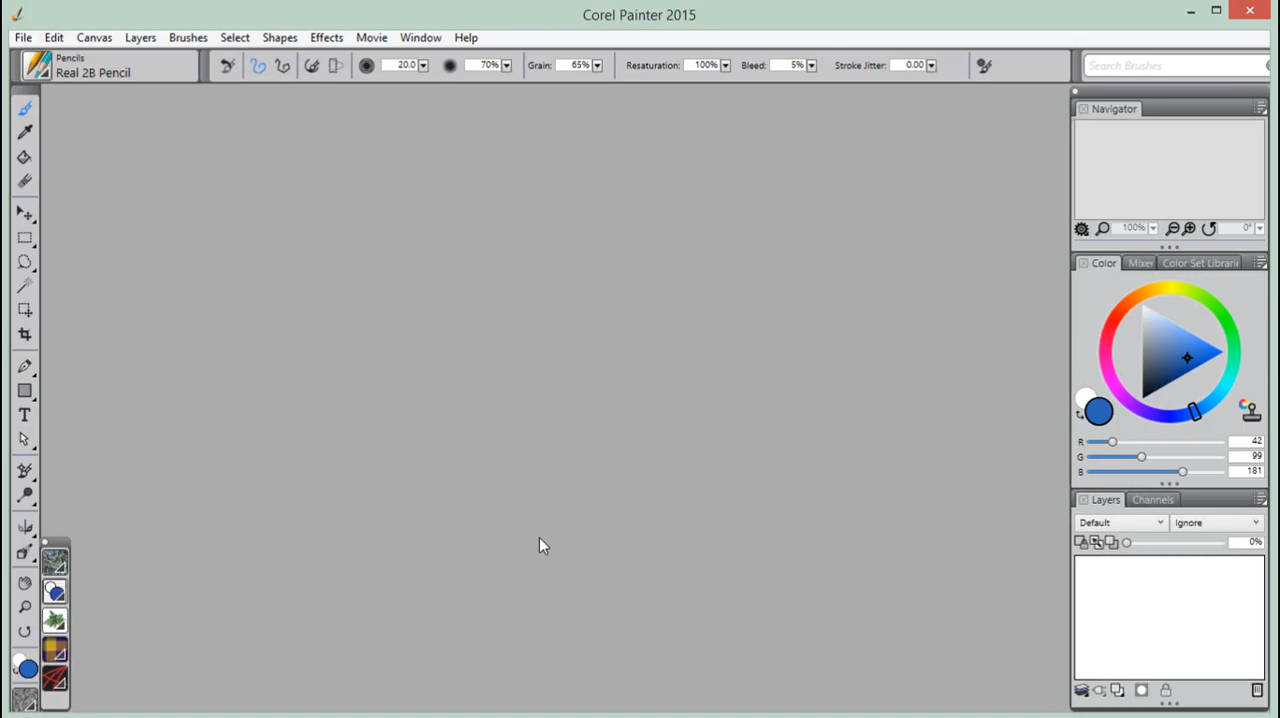 Corel Painter 2015
File Edit Canvas Layers Brushes Select Shapes Effects Movie Window Help
Pencils
Real 2B Pencil
20.0 70% Grain: 65% Resaturation: 100% Bleed: 5% Stroke Jitter: 0.00
Search Brushes
Navigator
100% 0°
Color Mixer Color Set Librari
R 42
G 99
B 181
Layers Channels
Default Ignore
0%
T